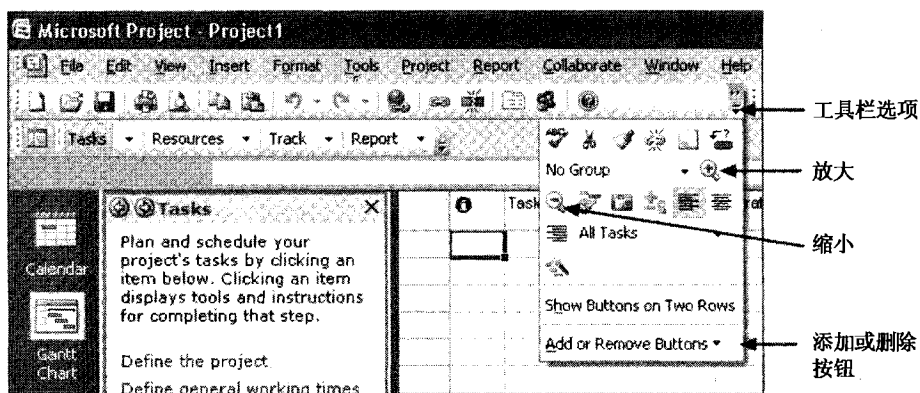 Microsoft Project - Project1
File Edit View Insert Format Tools Project Report Collaborate Window Help
工具栏选项
Tasks Resources Track Report
No Group
放大
Tasks
Task
All Tasks
缩小
Plan and schedule your
project's tasks by clicking an
item below. Clicking an item
displays tools and instructions
for completing that step.
Calendar
Show Buttons on Two Rows
Add or Remove Buttons
添加或删除
按钮
Gantt
Chart
Define the project
Define general working times